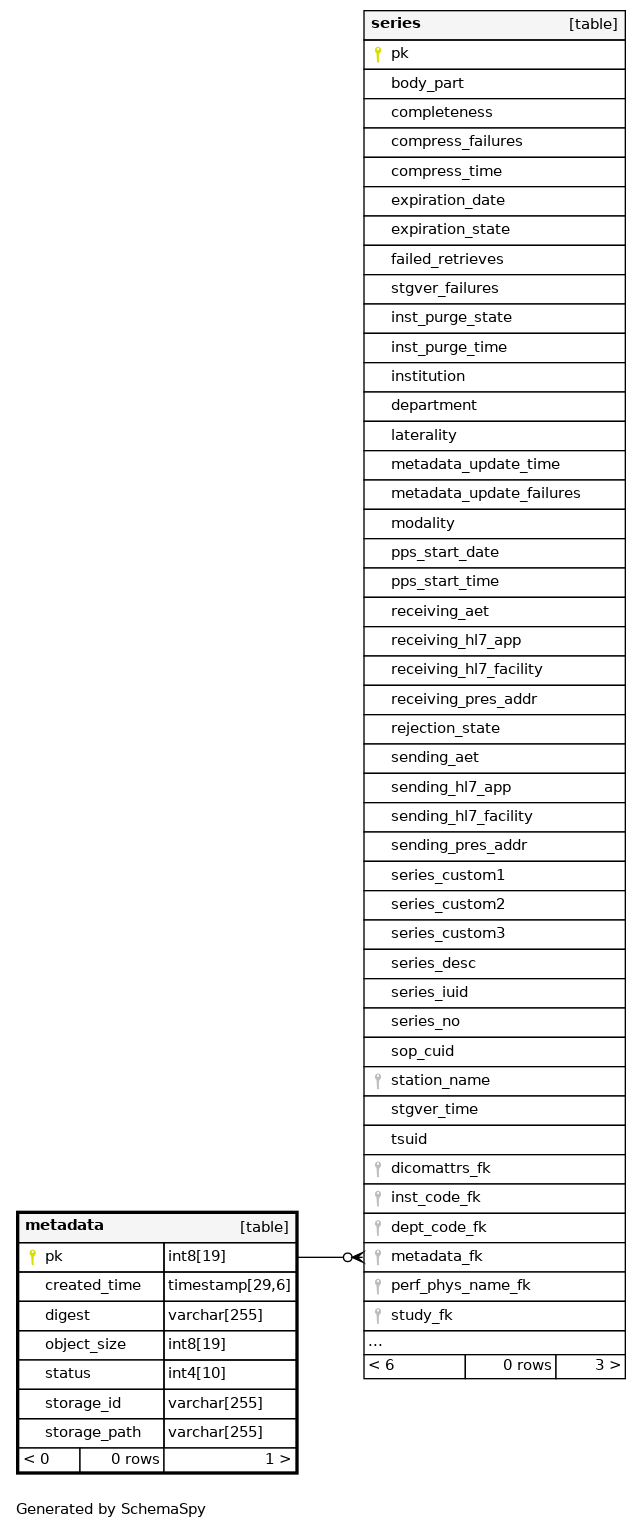 series [table]
pk
body_part
completeness
compress_failures
compress_time
expiration_date
expiration_state
failed_retrieves
stgver_failures
inst_purge_state
inst_purge_time
institution
department
laterality
metadata_update_time
metadata_update_failures
modality
pps_start_date
pps_start_time
receiving_aet
receiving_hl7_app
receiving_hl7_facility
receiving_pres_addr
rejection_state
sending_aet
sending_hl7_app
sending_hl7_facility
sending_pres_addr
series_custom1
series_custom2
series_custom3
series_desc
series_iuid
series_no
sop_cuid
station_name
stgver_time
tsuid
dicomattrs_fk
inst_code_fk
dept_code_fk
metadata_fk
perf_phys_name_fk
study_fk
...
< 6 0 rows 3 >
metadata [table]
pk int8[19]
created_time timestamp[29,6]
digest varchar[255]
object_size int8[19]
status int4[10]
storage_id varchar[255]
storage_path varchar[255]
< 0 0 rows 1 >
Generated by SchemaSpy